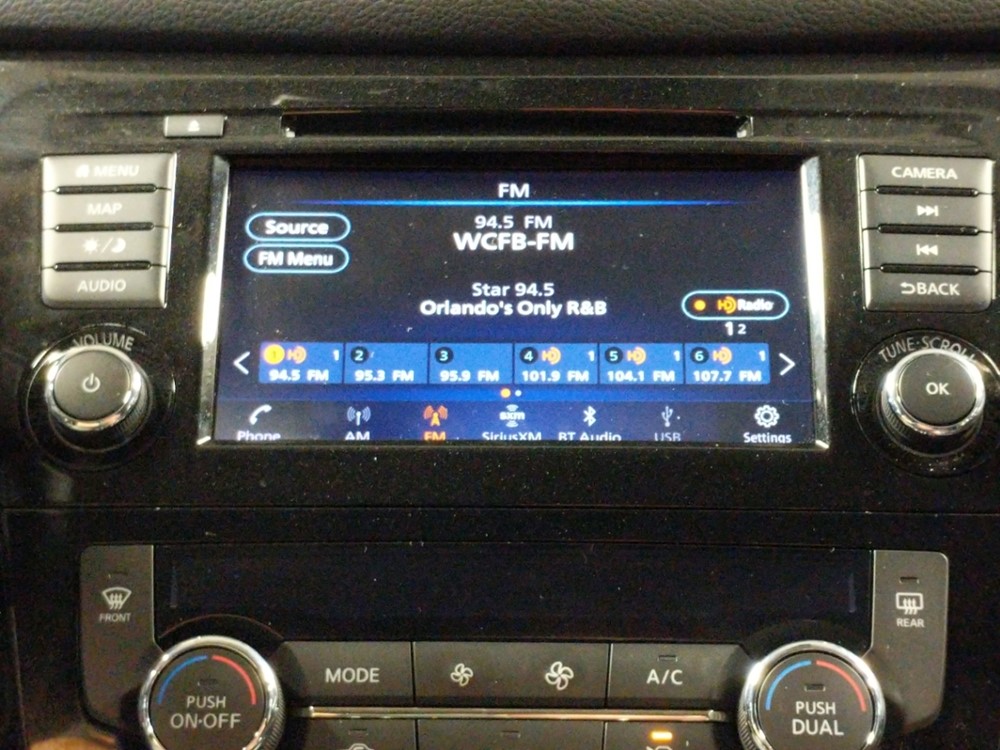 MENU
MAP
AUDIO
VOLUME
FM
Source
FM Menu
94.5 FM
WCFB-FM
Star 94.5
Orlando's Only R&B
HD Radio
1 2
1 HD 1
94.5 FM
2
95.3 FM
3
95.9 FM
4 HD 1
101.9 FM
5 HD 1
104.1 FM
6 HD 1
107.7 FM
Phone
AM
FM
sxm
SiriusXM
BT Audio
USB
Settings
CAMERA
BACK
TUNE·SCROLL
OK
FRONT
REAR
PUSH
ON·OFF
MODE
A/C
PUSH
DUAL